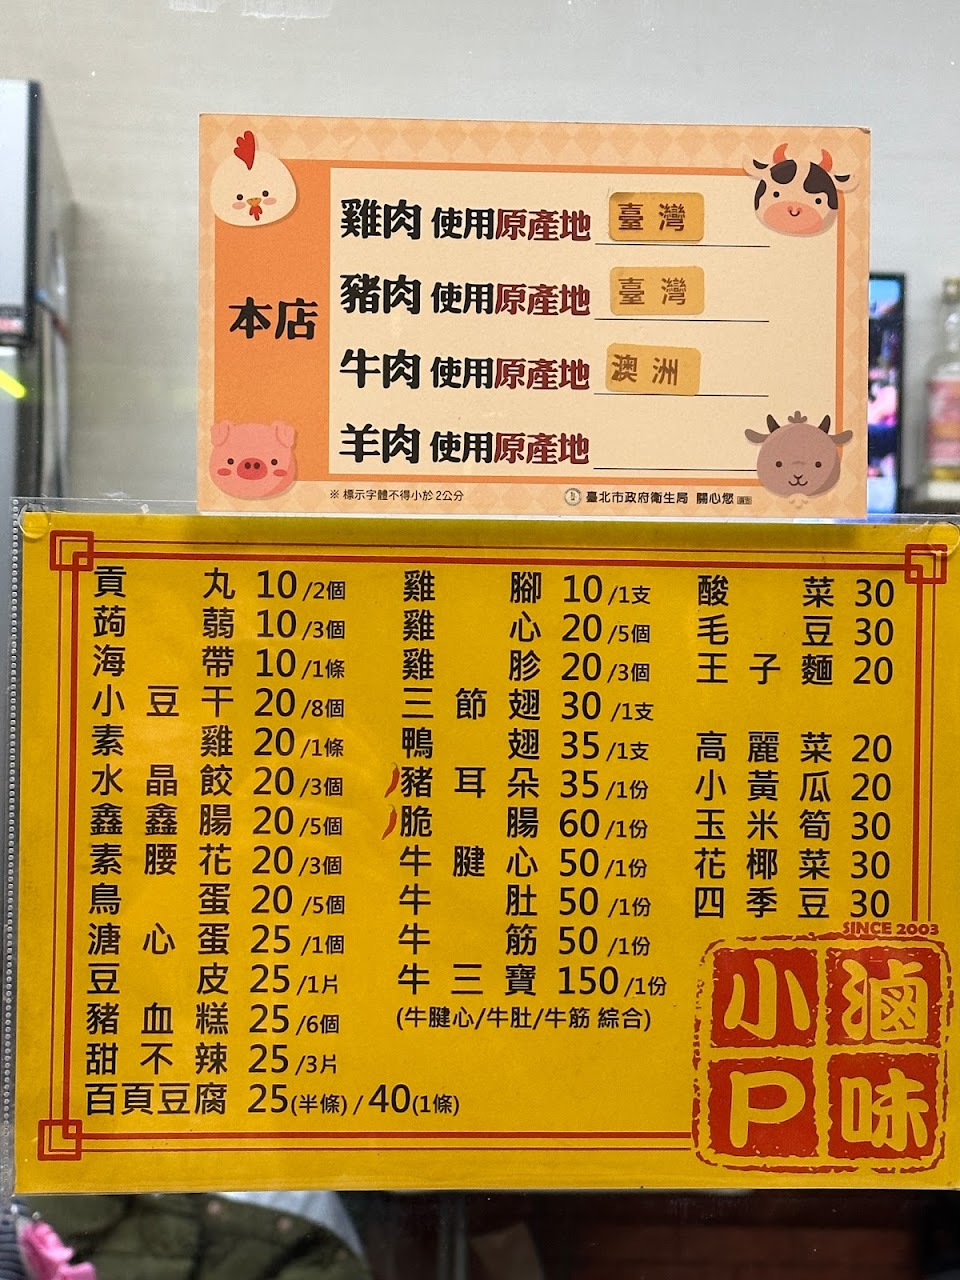 本店
雞肉 使用原產地 臺灣
豬肉 使用原產地 臺灣
牛肉 使用原產地 澳洲
羊肉 使用原產地
※ 標示字體不得小於2公分
臺北市政府衛生局 關心您
貢丸 10/2個
蒟蒻 10/3個
海帶 10/1條
小豆干 20/8個
素雞 20/1條
水晶餃 20/3個
鑫鑫腸 20/5個
素腰花 20/3個
鳥蛋 20/5個
溏心蛋 25/1個
豆皮 25/1片
豬血糕 25/6個
甜不辣 25/3片
百頁豆腐 25(半條)/40(1條)
雞腳 10/1支
雞心 20/5個
雞胗 20/3個
三節翅 30/1支
鴨翅 35/1支
豬耳朵 35/1份
脆腸 60/1份
牛腱心 50/1份
牛肚 50/1份
牛筋 50/1份
牛三寶 150/1份
(牛腱心/牛肚/牛筋 綜合)
酸菜 30
毛豆 30
王子麵 20
高麗菜 20
小黃瓜 20
玉米筍 30
花椰菜 30
四季豆 30
SINCE 2003
小滷
P味